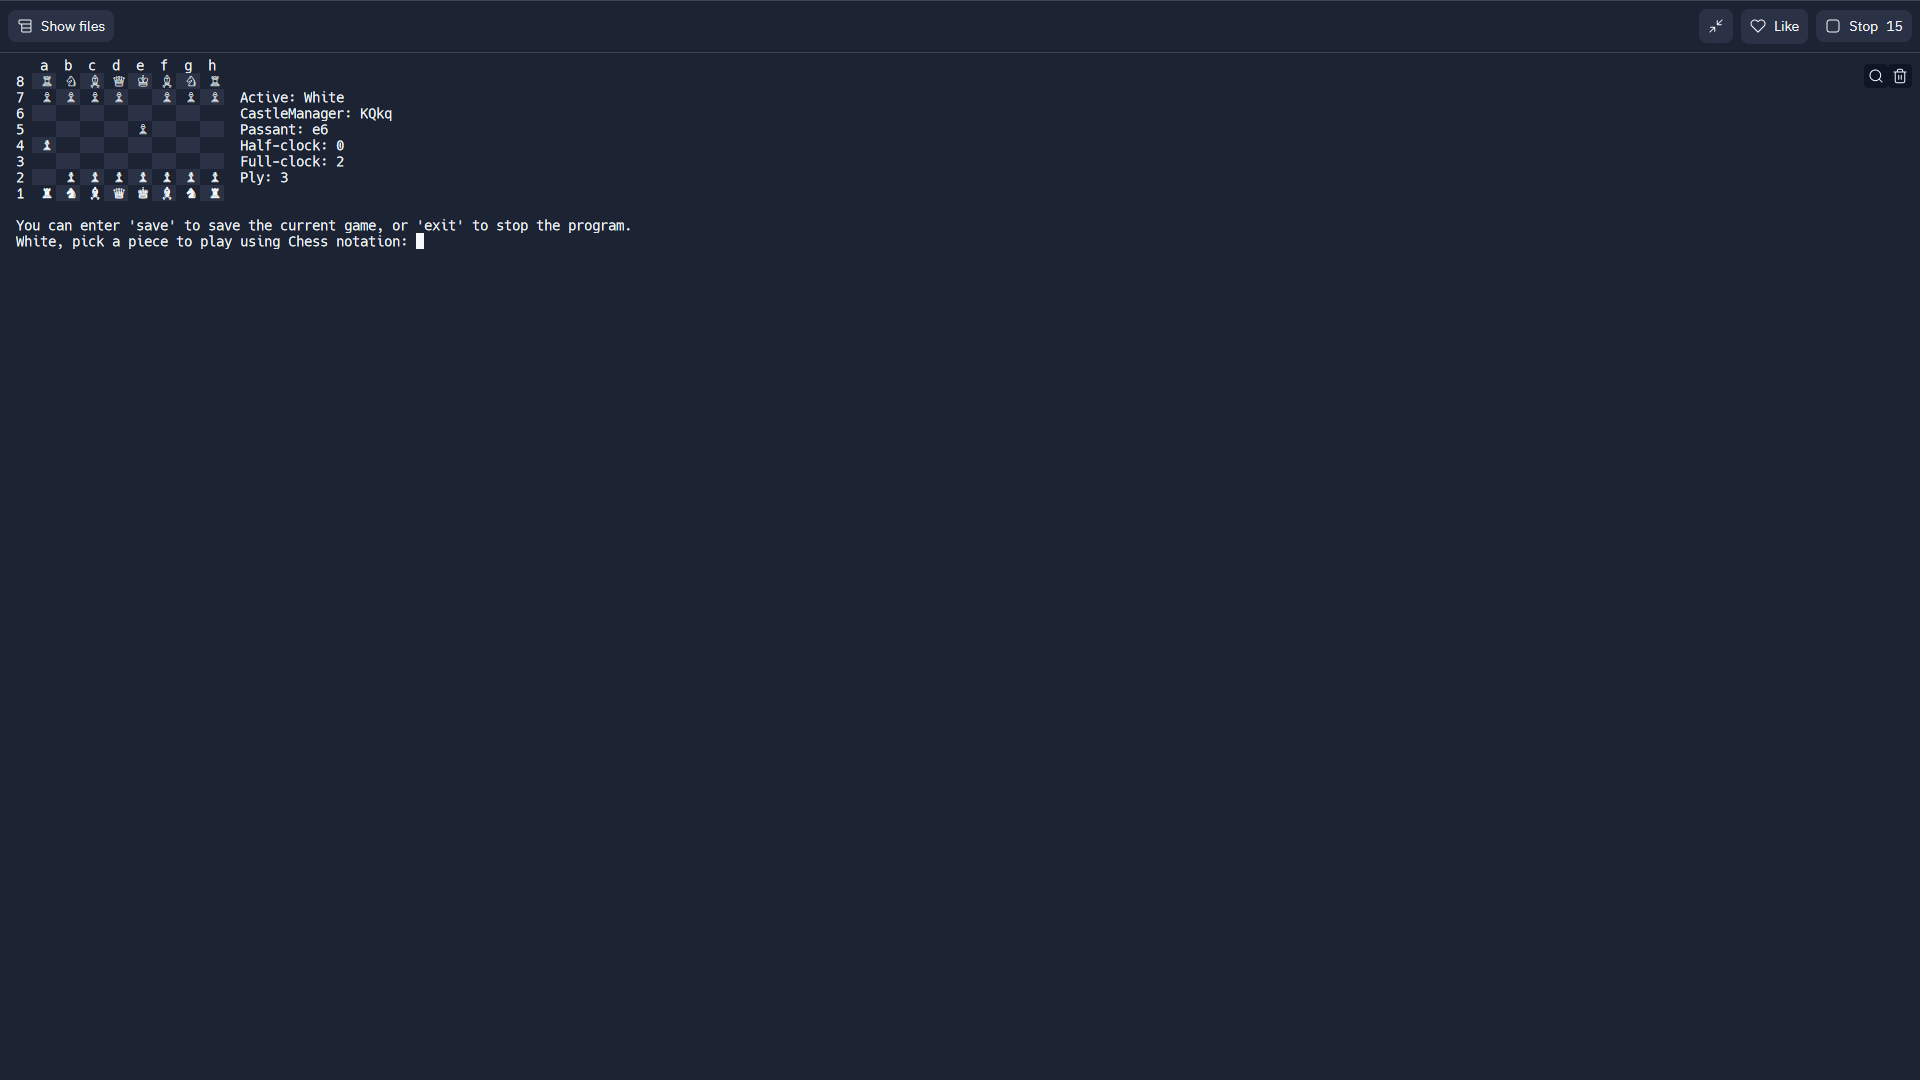 Show files
Like
Stop 15
a b c d e f g h
8 ♖ ♘ ♗ ♕ ♔ ♗ ♘ ♖
7 ♙ ♙ ♙ ♙ ♙ ♙ ♙ Active: White
6 CastleManager: KQkq
5 ♙ Passant: e6
4 ♟ Half-clock: 0
3 Full-clock: 2
2 ♟ ♟ ♟ ♟ ♟ ♟ ♟ Ply: 3
1 ♜ ♞ ♝ ♛ ♚ ♝ ♞ ♜
You can enter 'save' to save the current game, or 'exit' to stop the program.
White, pick a piece to play using Chess notation: